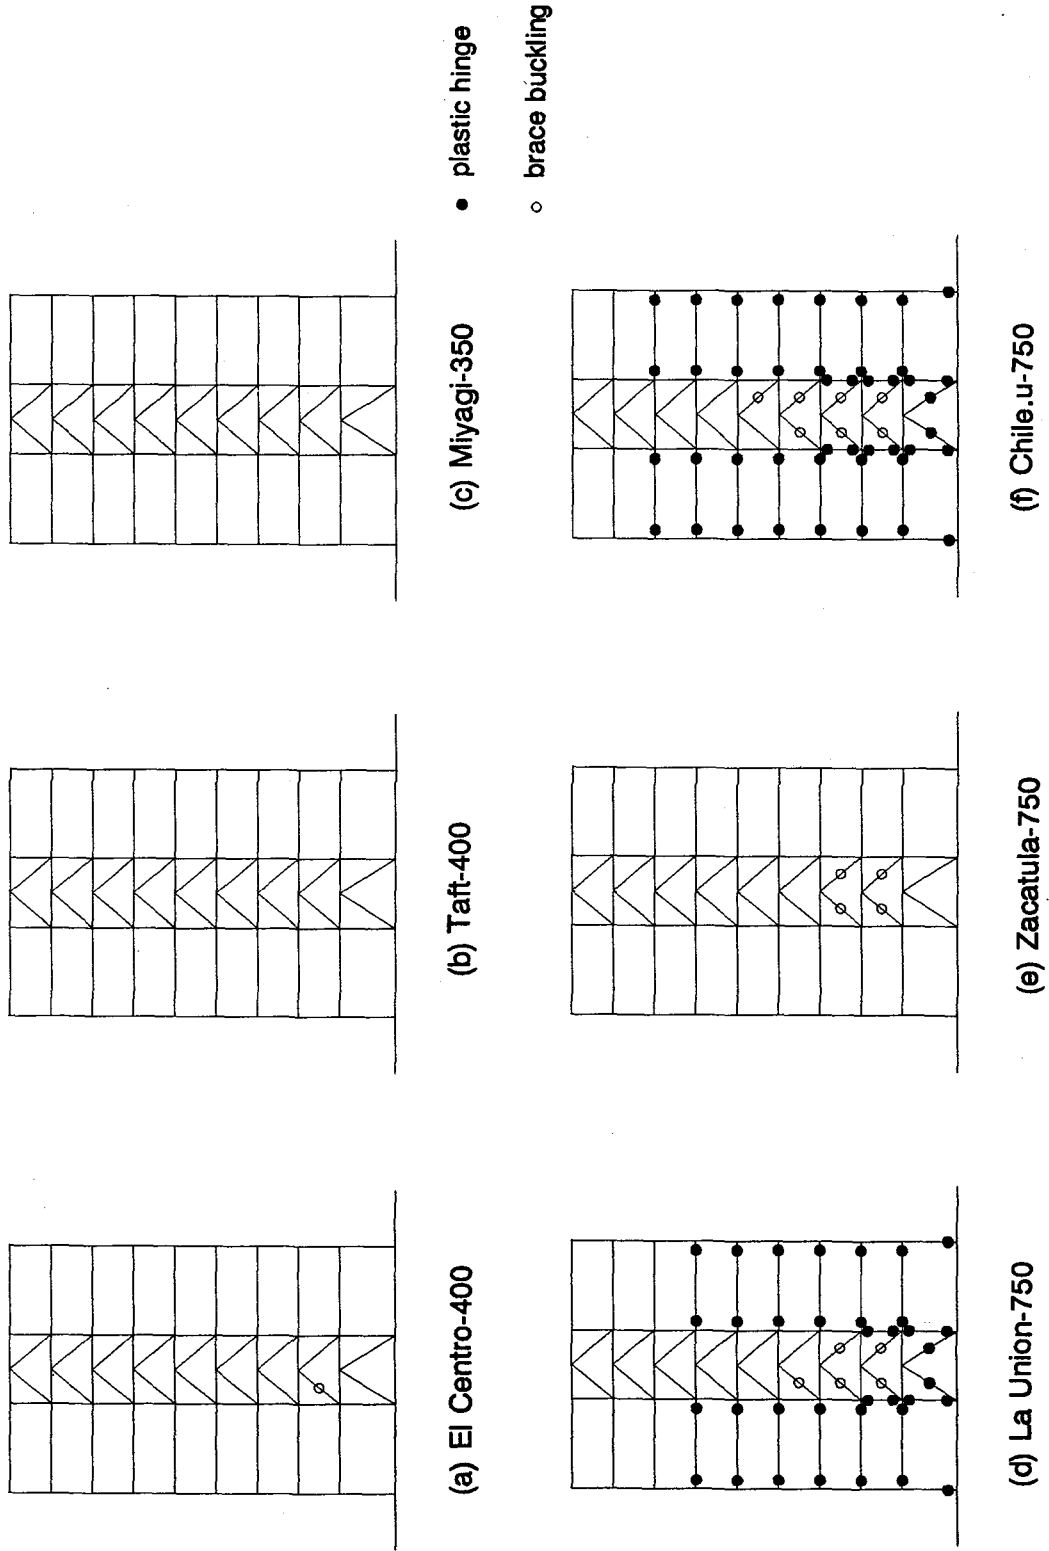 (a) El Centro-400
(b) Taft-400
(c) Miyagi-350
● plastic hinge
○ brace buckling
(d) La Union-750
(e) Zacatula-750
(f) Chile.u-750